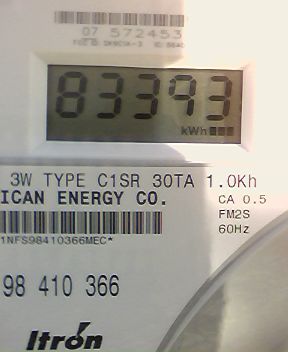 07 572453
83393
kWh
3W TYPE C1SR 30TA 1.0Kh
ICAN ENERGY CO.
CA 0.5
FM2S
60Hz
1NFS98410366MEC*
98 410 366
Itron